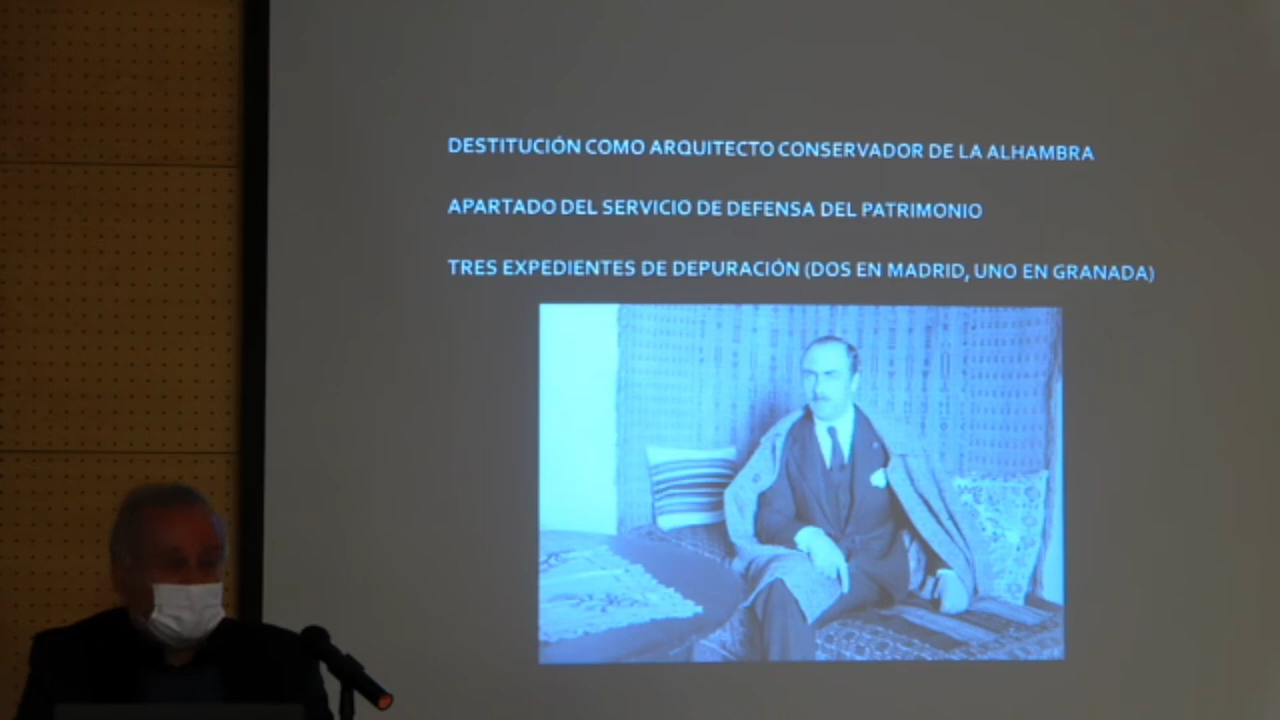 DESTITUCIÓN COMO ARQUITECTO CONSERVADOR DE LA ALHAMBRA
APARTADO DEL SERVICIO DE DEFENSA DEL PATRIMONIO
TRES EXPEDIENTES DE DEPURACIÓN (DOS EN MADRID, UNO EN GRANADA)